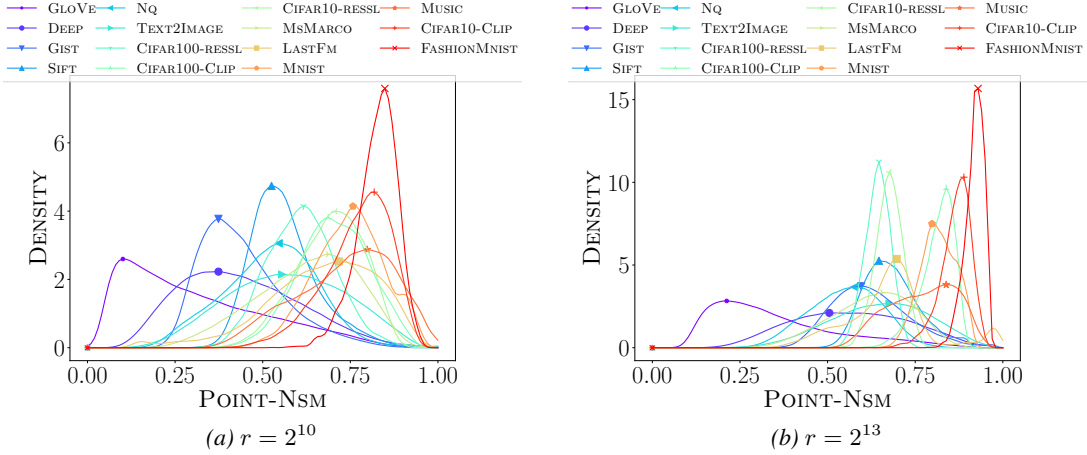 GLOVE NQ CIFAR10-RESSL MUSIC
DEEP TEXT2IMAGE MSMARCO CIFAR10-CLIP
GIST CIFAR100-RESSL LASTFM FASHIONMNIST
SIFT CIFAR100-CLIP MNIST
DENSITY
6
4
2
0
0.00 0.25 0.50 0.75 1.00
POINT-NSM
(a) r = 2^10
GLOVE NQ CIFAR10-RESSL MUSIC
DEEP TEXT2IMAGE MSMARCO CIFAR10-CLIP
GIST CIFAR100-RESSL LASTFM FASHIONMNIST
SIFT CIFAR100-CLIP MNIST
DENSITY
15
10
5
0
0.00 0.25 0.50 0.75 1.00
POINT-NSM
(b) r = 2^13